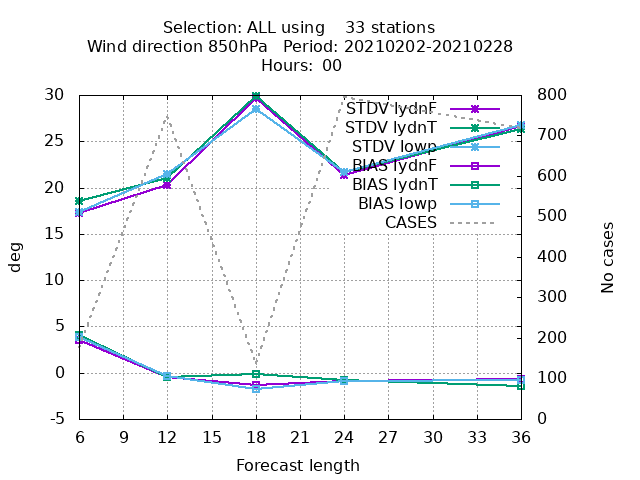 Selection: ALL using    33 stations
Wind direction 850hPa   Period: 20210202-20210228
Hours: 00
30 800
STDV lydnF
STDV lydnT
25 700
STDV lowp
BIAS lydnF
20 600
BIAS lydnT
BIAS lowp
CASES
15 500
10 400
300
5 200
0 100
-5 0
deg
No cases
6 9 12 15 18 21 24 27 30 33 36
Forecast length